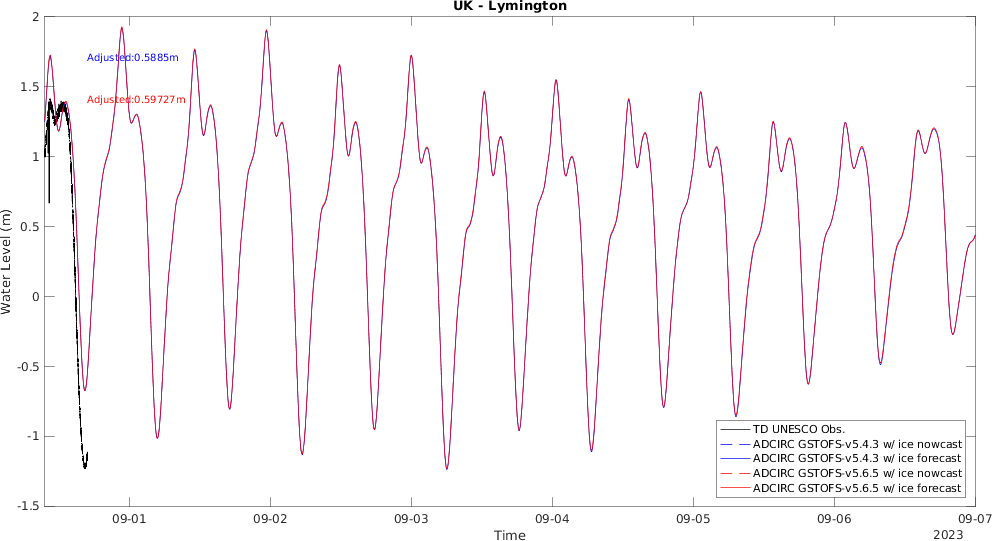 UK - Lymington
2
1.5
1
0.5
0
-0.5
-1
-1.5
Water Level (m)
Adjusted:0.5885m
Adjusted:0.59727m
TD UNESCO Obs.
ADCIRC GSTOFS-v5.4.3 w/ ice nowcast
ADCIRC GSTOFS-v5.4.3 w/ ice forecast
ADCIRC GSTOFS-v5.6.5 w/ ice nowcast
ADCIRC GSTOFS-v5.6.5 w/ ice forecast
09-01 09-02 09-03 09-04 09-05 09-06 09-07
Time
2023